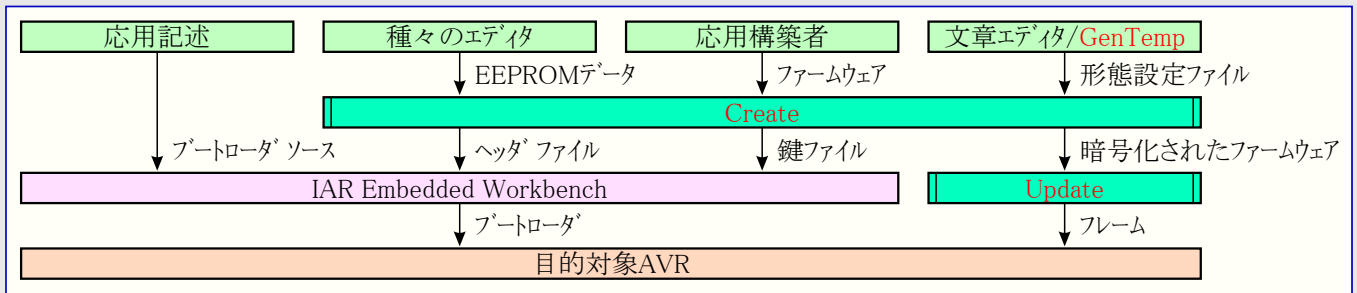 応用記述
種々のエディタ
応用構築者
文章エディタ/GenTemp
EEPROMデータ
ファームウェア
形態設定ファイル
Create
ブートローダ ソース
ヘッダ ファイル
鍵ファイル
暗号化されたファームウェア
IAR Embedded Workbench
Update
ブートローダ
フレーム
目的対象AVR